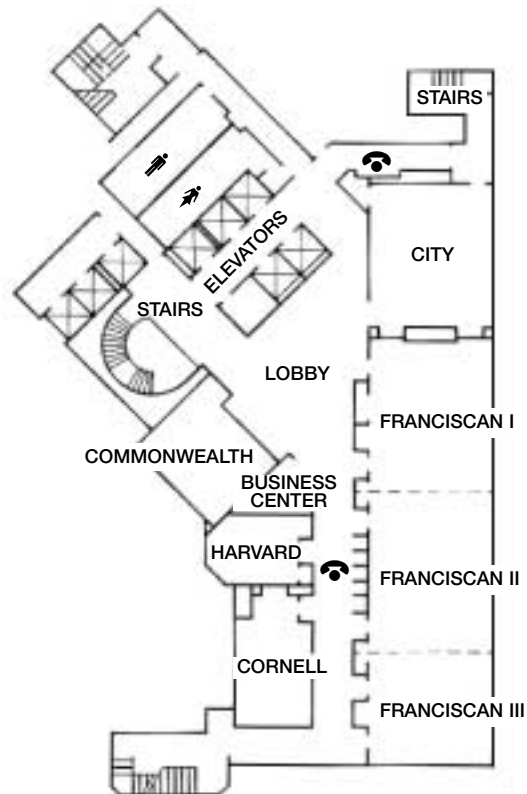 STAIRS
CITY
ELEVATORS
STAIRS
LOBBY
FRANCISCAN I
COMMONWEALTH
BUSINESS
CENTER
HARVARD
FRANCISCAN II
CORNELL
FRANCISCAN III